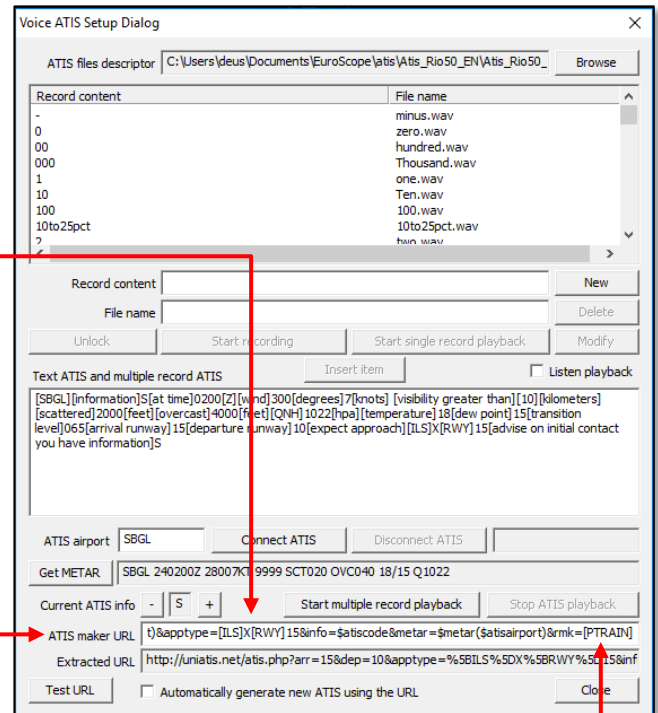 Voice ATIS Setup Dialog
ATIS files descriptor C:\Users\deus\Documents\EuroScope\atis\Atis_Rio50_EN\Atis_Rio50_ Browse
Record content File name
- minus.wav
0 zero.wav
00 hundred.wav
000 Thousand.wav
1 one.wav
10 Ten.wav
100 100.wav
10to25pct 10to25pct.wav
2 two.wav
Record content New
File name Delete
Unlock Start recording Start single record playback Modify
Text ATIS and multiple record ATIS Insert item Listen playback
[SBGL][information]S[at time]0200[Z][wind]300[degrees]7[knots] [visibility greater than][10][kilometers]
[scattered]2000[feet][overcast]4000[feet][QNH]1022[hpa][temperature]18[dew point]15[transition
level]065[arrival runway]15[departure runway]10[expect approach][ILS]X[RWY]15[advise on initial contact
you have information]S
ATIS airport SBGL Connect ATIS Disconnect ATIS
Get METAR SBGL 240200Z 28007KT 9999 SCT020 OVC040 18/15 Q1022
Current ATIS info - S + Start multiple record playback Stop ATIS playback
ATIS maker URL t)&apptype=[ILS]X[RWY]15&info=$atiscode&metar=$metar($atisairport)&rmk=[PTRAIN]
Extracted URL http://uniatis.net/atis.php?arr=15&dep=10&apptype=%5BILS%5DX%5BRWY%5D15&inf
Test URL Automatically generate new ATIS using the URL Close